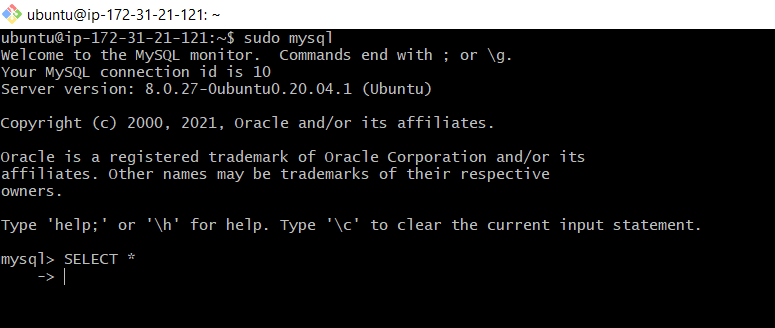 ubuntu@ip-172-31-21-121: ~
ubuntu@ip-172-31-21-121:~$ sudo mysql
Welcome to the MySQL monitor.  Commands end with ; or \g.
Your MySQL connection id is 10
Server version: 8.0.27-0ubuntu0.20.04.1 (Ubuntu)
Copyright (c) 2000, 2021, Oracle and/or its affiliates.
Oracle is a registered trademark of Oracle Corporation and/or its
affiliates. Other names may be trademarks of their respective
owners.
Type 'help;' or '\h' for help. Type '\c' to clear the current input statement.
mysql> SELECT *
    ->